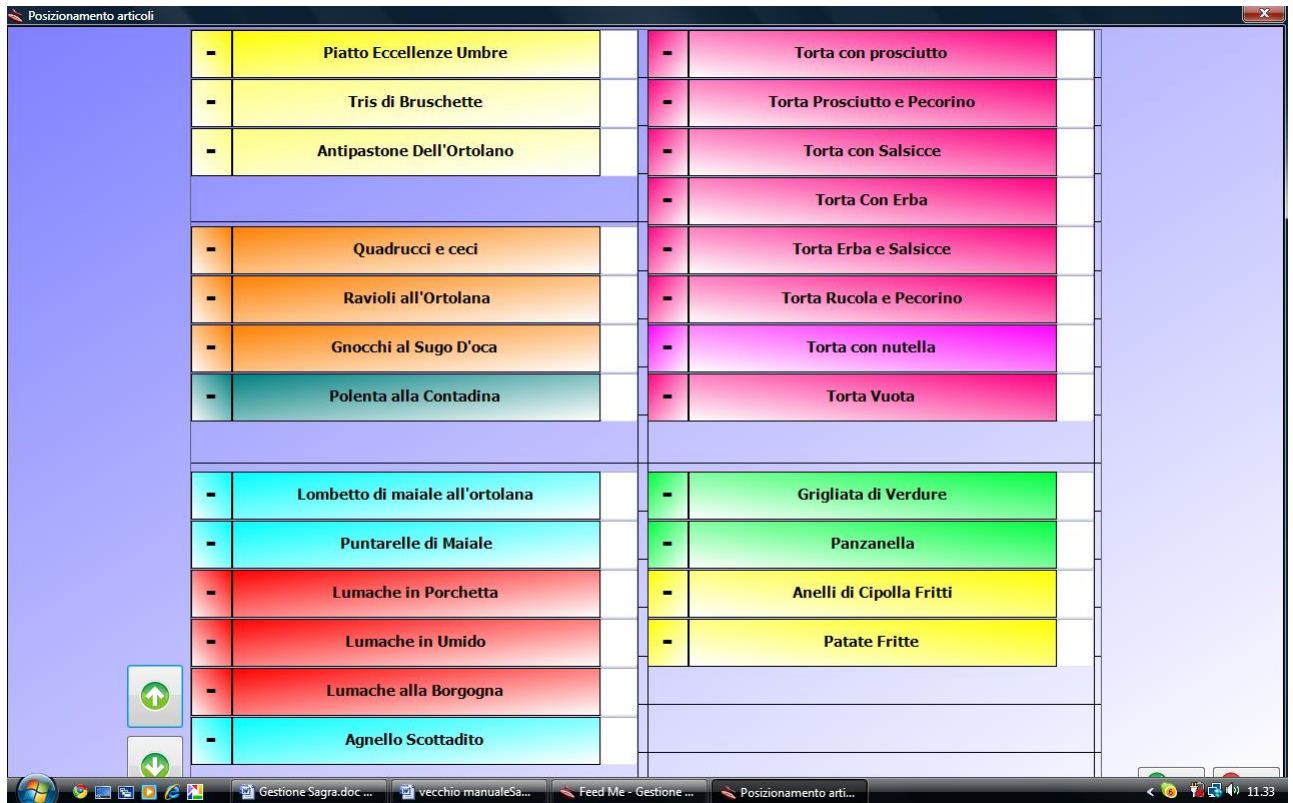 Posizionamento articoli
- Piatto Eccellenze Umbre
- Tris di Bruschette
- Antipastone Dell'Ortolano
- Quadrucci e ceci
- Ravioli all'Ortolana
- Gnocchi al Sugo D'oca
- Polenta alla Contadina
- Lombetto di maiale all'ortolana
- Puntarelle di Maiale
- Lumache in Porchetta
- Lumache in Umido
- Lumache alla Borgogna
- Agnello Scottadito
- Torta con prosciutto
- Torta Prosciutto e Pecorino
- Torta con Salsicce
- Torta Con Erba
- Torta Erba e Salsicce
- Torta Rucola e Pecorino
- Torta con nutella
- Torta Vuota
- Grigliata di Verdure
- Panzanella
- Anelli di Cipolla Fritti
- Patate Fritte
Gestione Sagra.doc ...
vecchio manualeSa...
Feed Me - Gestione ...
Posizionamento arti...
11.33